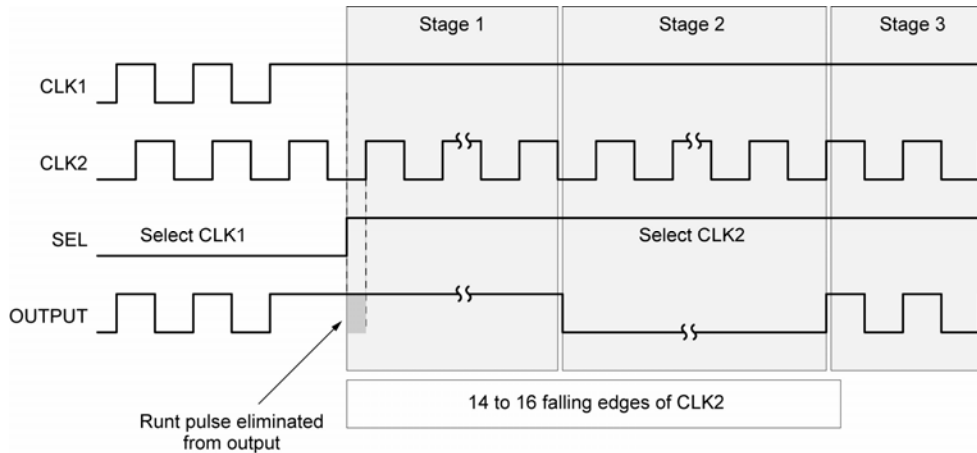 Stage 1
Stage 2
Stage 3
CLK1
CLK2
SEL
Select CLK1
Select CLK2
OUTPUT
14 to 16 falling edges of CLK2
Runt pulse eliminated
from output